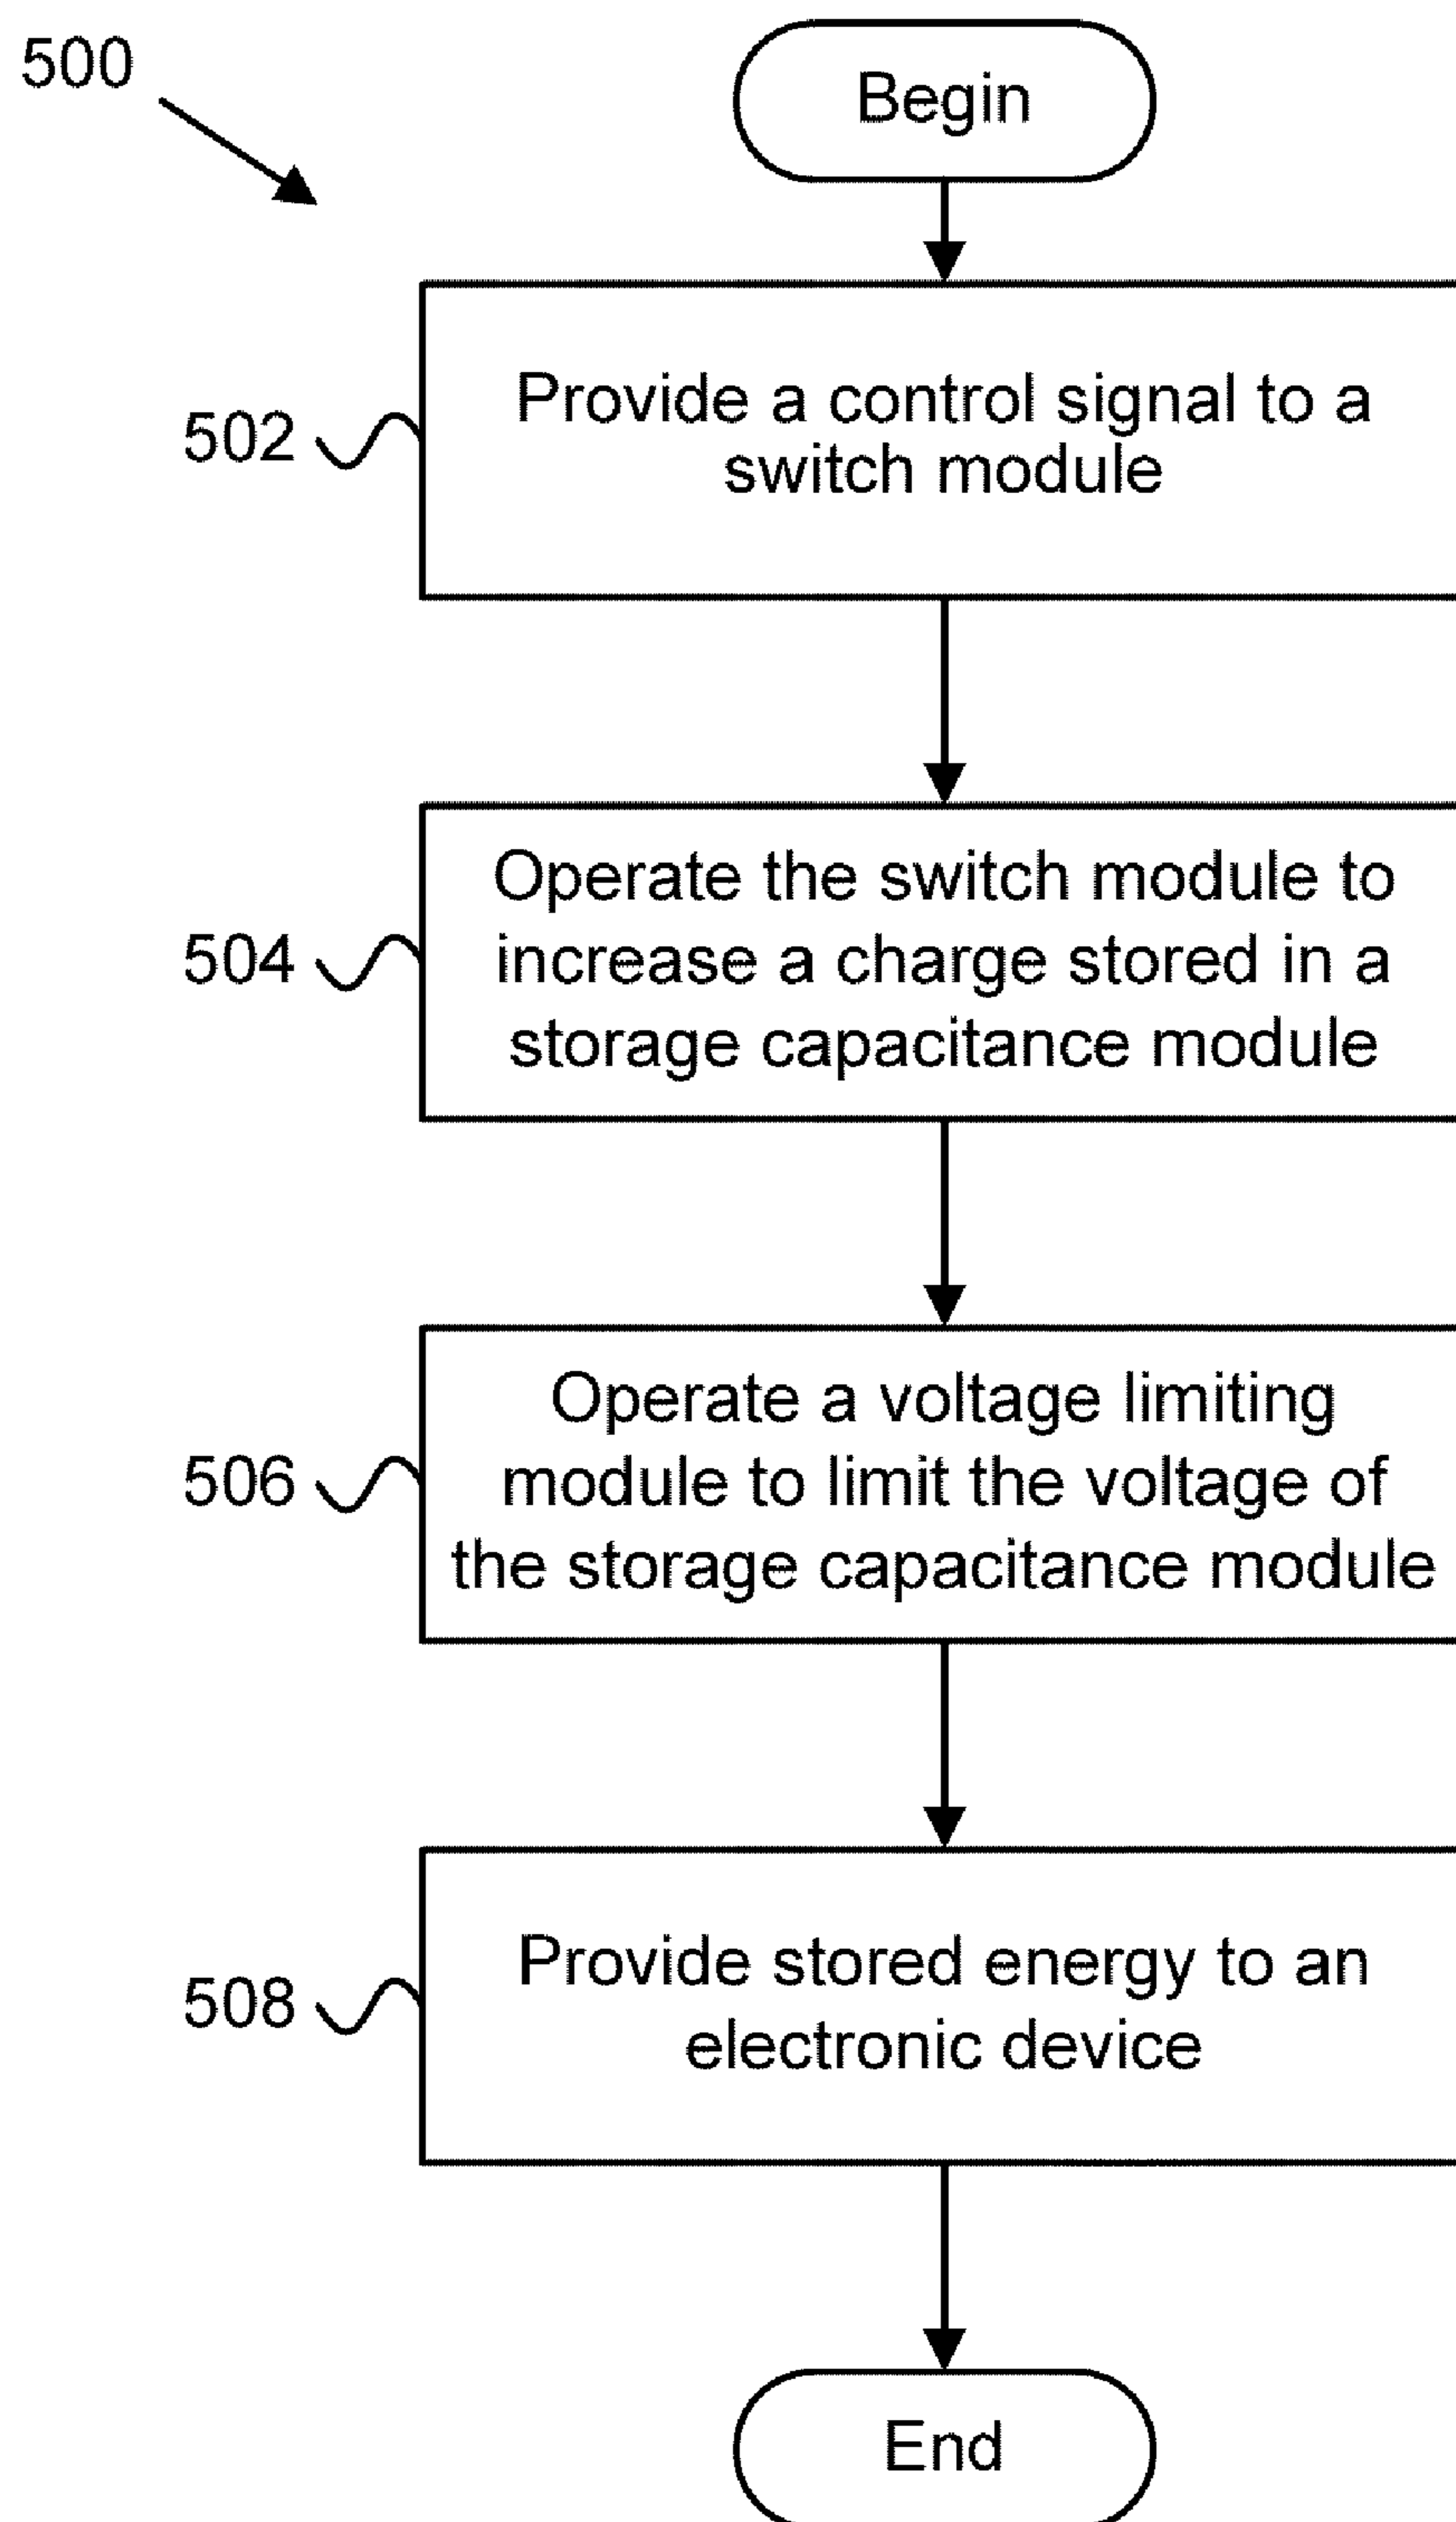 500
Begin
502
Provide a control signal to a
switch module
504
Operate the switch module to
increase a charge stored in a
storage capacitance module
506
Operate a voltage limiting
module to limit the voltage of
the storage capacitance module
508
Provide stored energy to an
electronic device
End